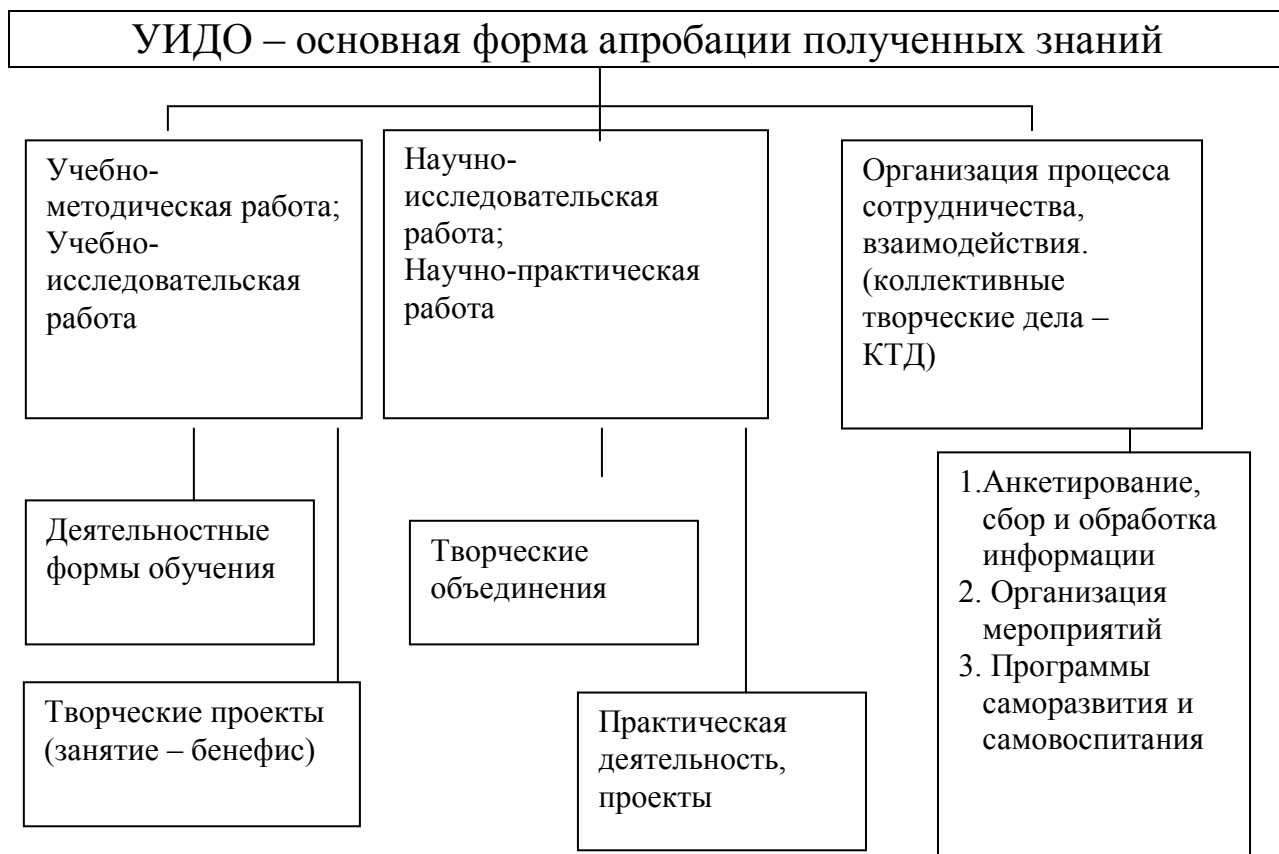 УИДО – основная форма апробации полученных знаний
Учебно-
методическая работа;
Учебно-
исследовательская
работа
Научно-
исследовательская
работа;
Научно-практическая
работа
Организация процесса
сотрудничества,
взаимодействия.
(коллективные
творческие дела –
КТД)
Деятельностные
формы обучения
Творческие
объединения
1.Анкетирование,
сбор и обработка
информации
2. Организация
мероприятий
3. Программы
саморазвития и
самовоспитания
Творческие проекты
(занятие – бенефис)
Практическая
деятельность,
проекты